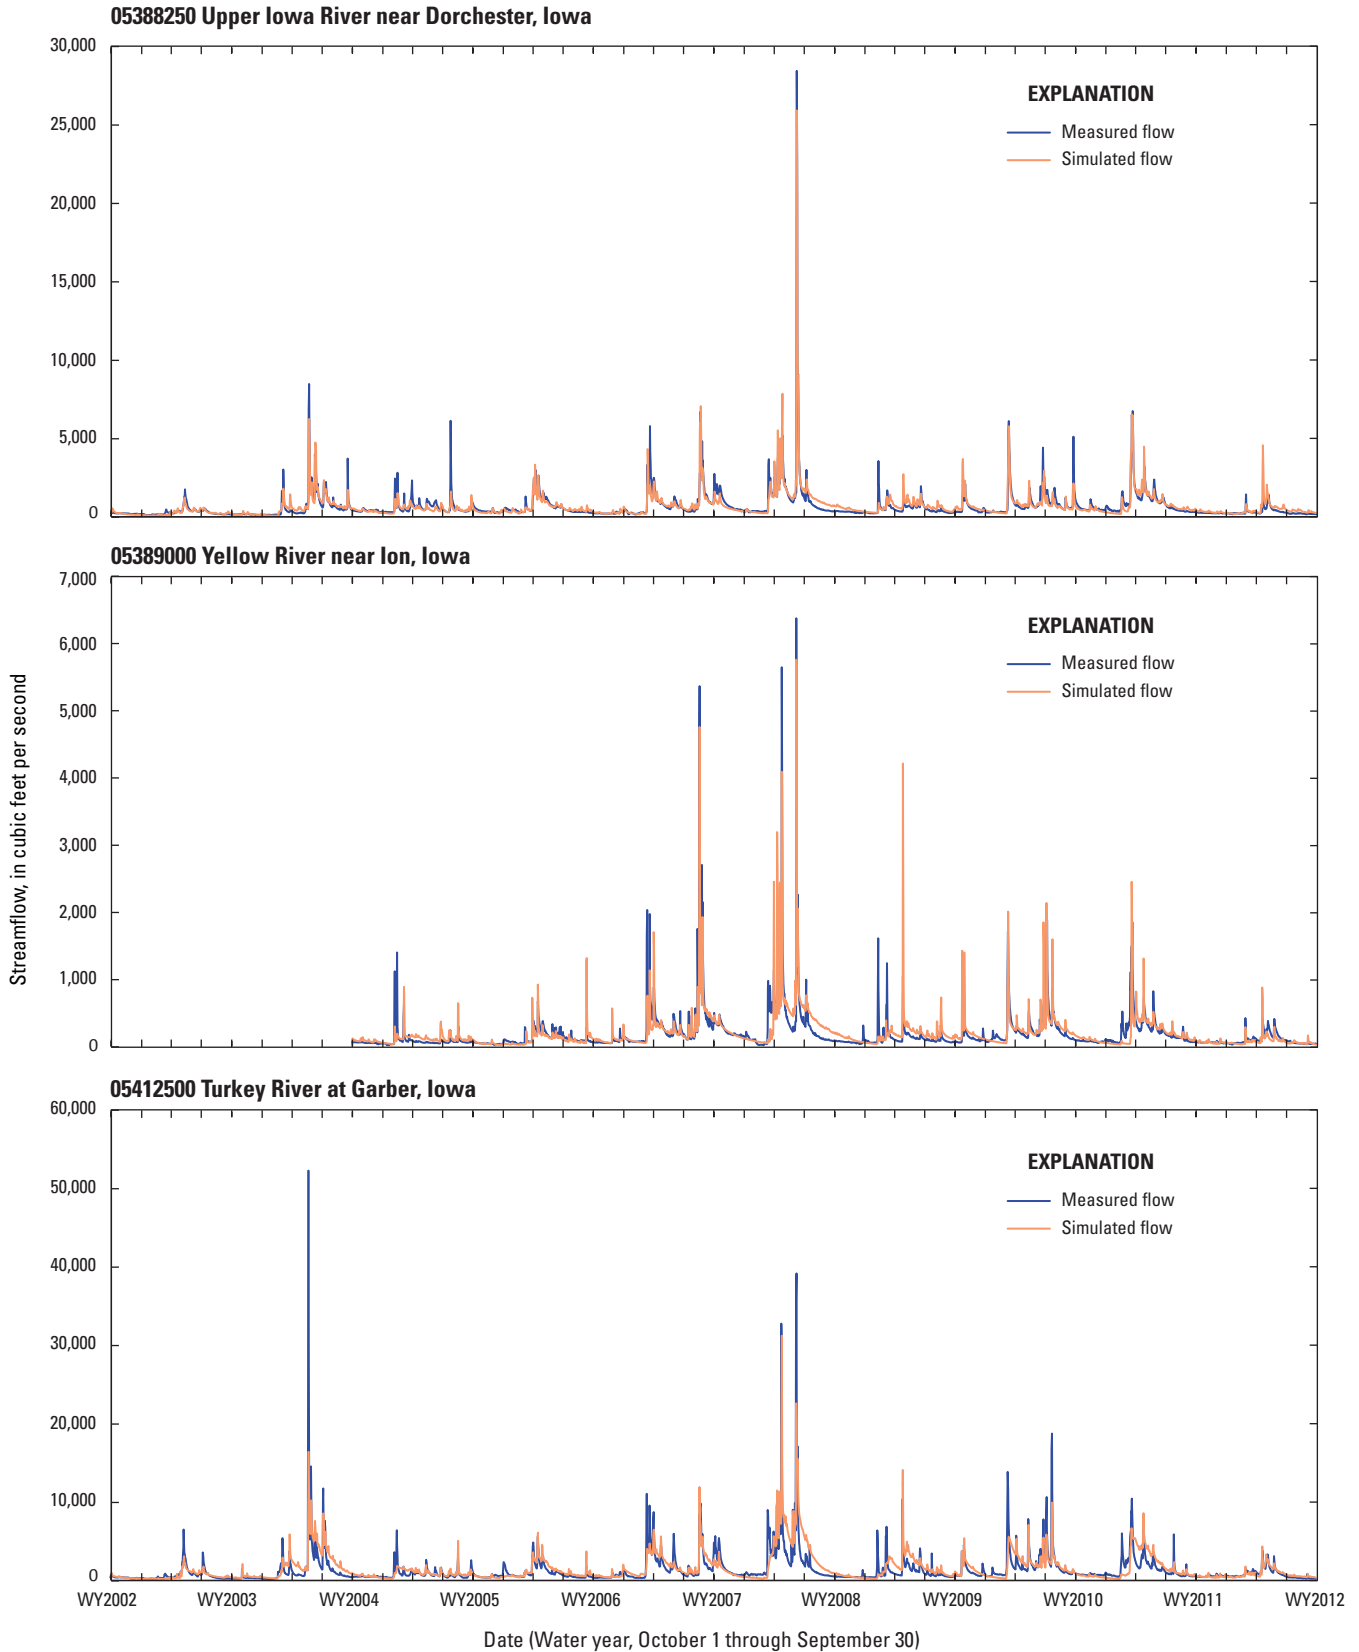 05388250 Upper Iowa River near Dorchester, Iowa
30,000
25,000
20,000
15,000
10,000
5,000
0
EXPLANATION
Measured flow
Simulated flow
05389000 Yellow River near Ion, Iowa
7,000
6,000
5,000
4,000
3,000
2,000
1,000
0
EXPLANATION
Measured flow
Simulated flow
Streamflow, in cubic feet per second
05412500 Turkey River at Garber, Iowa
60,000
50,000
40,000
30,000
20,000
10,000
0
EXPLANATION
Measured flow
Simulated flow
WY2002 WY2003 WY2004 WY2005 WY2006 WY2007 WY2008 WY2009 WY2010 WY2011 WY2012
Date (Water year, October 1 through September 30)